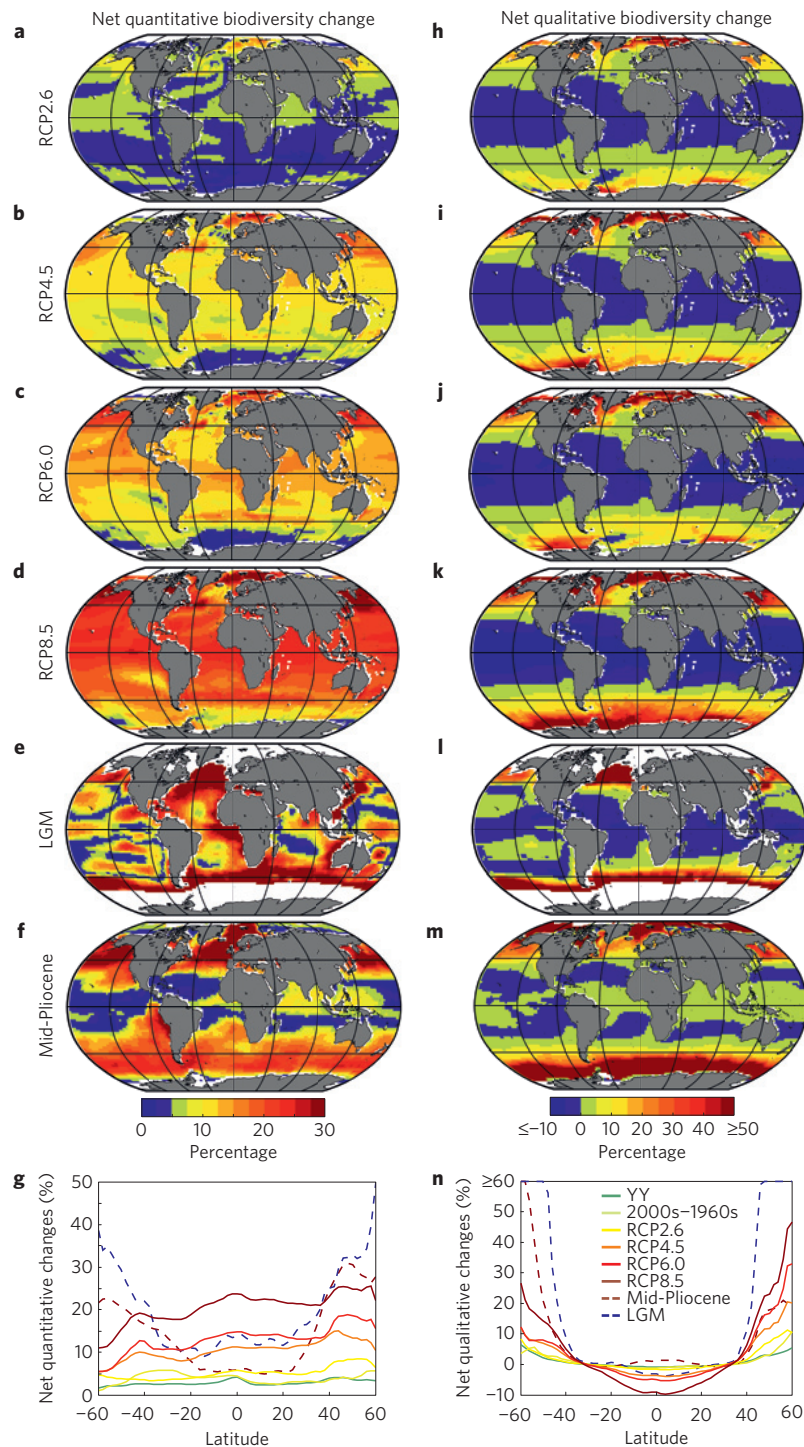 Net quantitative biodiversity change
Net qualitative biodiversity change
a
h
RCP2.6
b
i
RCP4.5
c
j
RCP6.0
d
k
RCP8.5
e
l
LGM
f
m
Mid-Pliocene
0 10 20 30
Percentage
≤−10 0 10 20 30 40 ≥50
Percentage
g
50
40
30
20
10
0
Net quantitative changes (%)
−60 −40 −20 0 20 40 60
Latitude
n
≥60
50
40
30
20
10
0
−10
Net qualitative changes (%)
YY
2000s−1960s
RCP2.6
RCP4.5
RCP6.0
RCP8.5
Mid-Pliocene
LGM
−60 −40 −20 0 20 40 60
Latitude